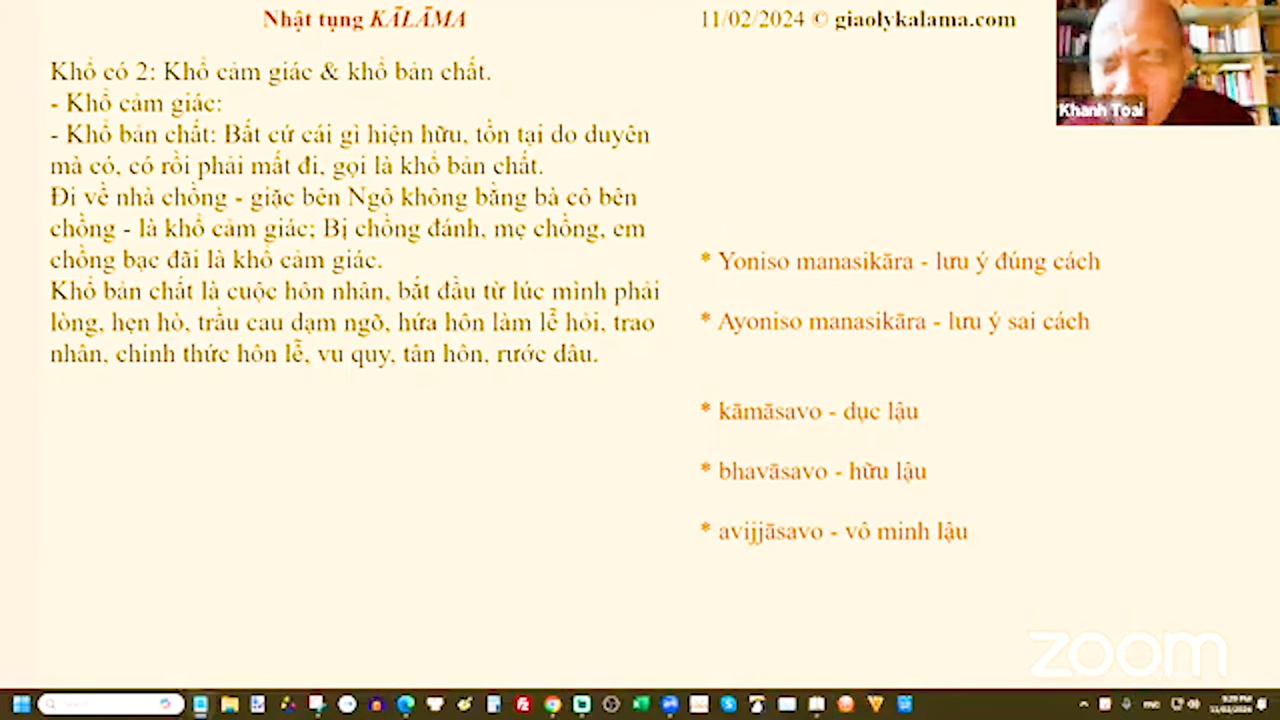 Nhật tụng KĀLĀMA
11/02/2024 © giaolykalama.com
Khổ có 2: Khổ cảm giác & khổ bản chất.
- Khổ cảm giác:
- Khổ bản chất: Bất cứ cái gì hiện hữu, tồn tại do duyên
mà có, có rồi phải mất đi, gọi là khổ bản chất.
Đi về nhà chồng - giặc bên Ngô không bằng bà cô bên
chồng - là khổ cảm giác; Bị chồng đánh, mẹ chồng, em
chồng bạc đãi là khổ cảm giác.
Khổ bản chất là cuộc hôn nhân, bắt đầu từ lúc mình phải
lòng, hẹn hò, trầu cau dạm ngõ, hứa hôn làm lễ hỏi, trao
nhân, chinh thức hôn lễ, vu quy, tân hôn, rước dâu.
* Yoniso manasikāra - lưu ý đúng cách
* Ayoniso manasikāra - lưu ý sai cách
* kāmāsavo - dục lậu
* bhavāsavo - hữu lậu
* avijjāsavo - vô minh lậu
Khanh Toai
zoom